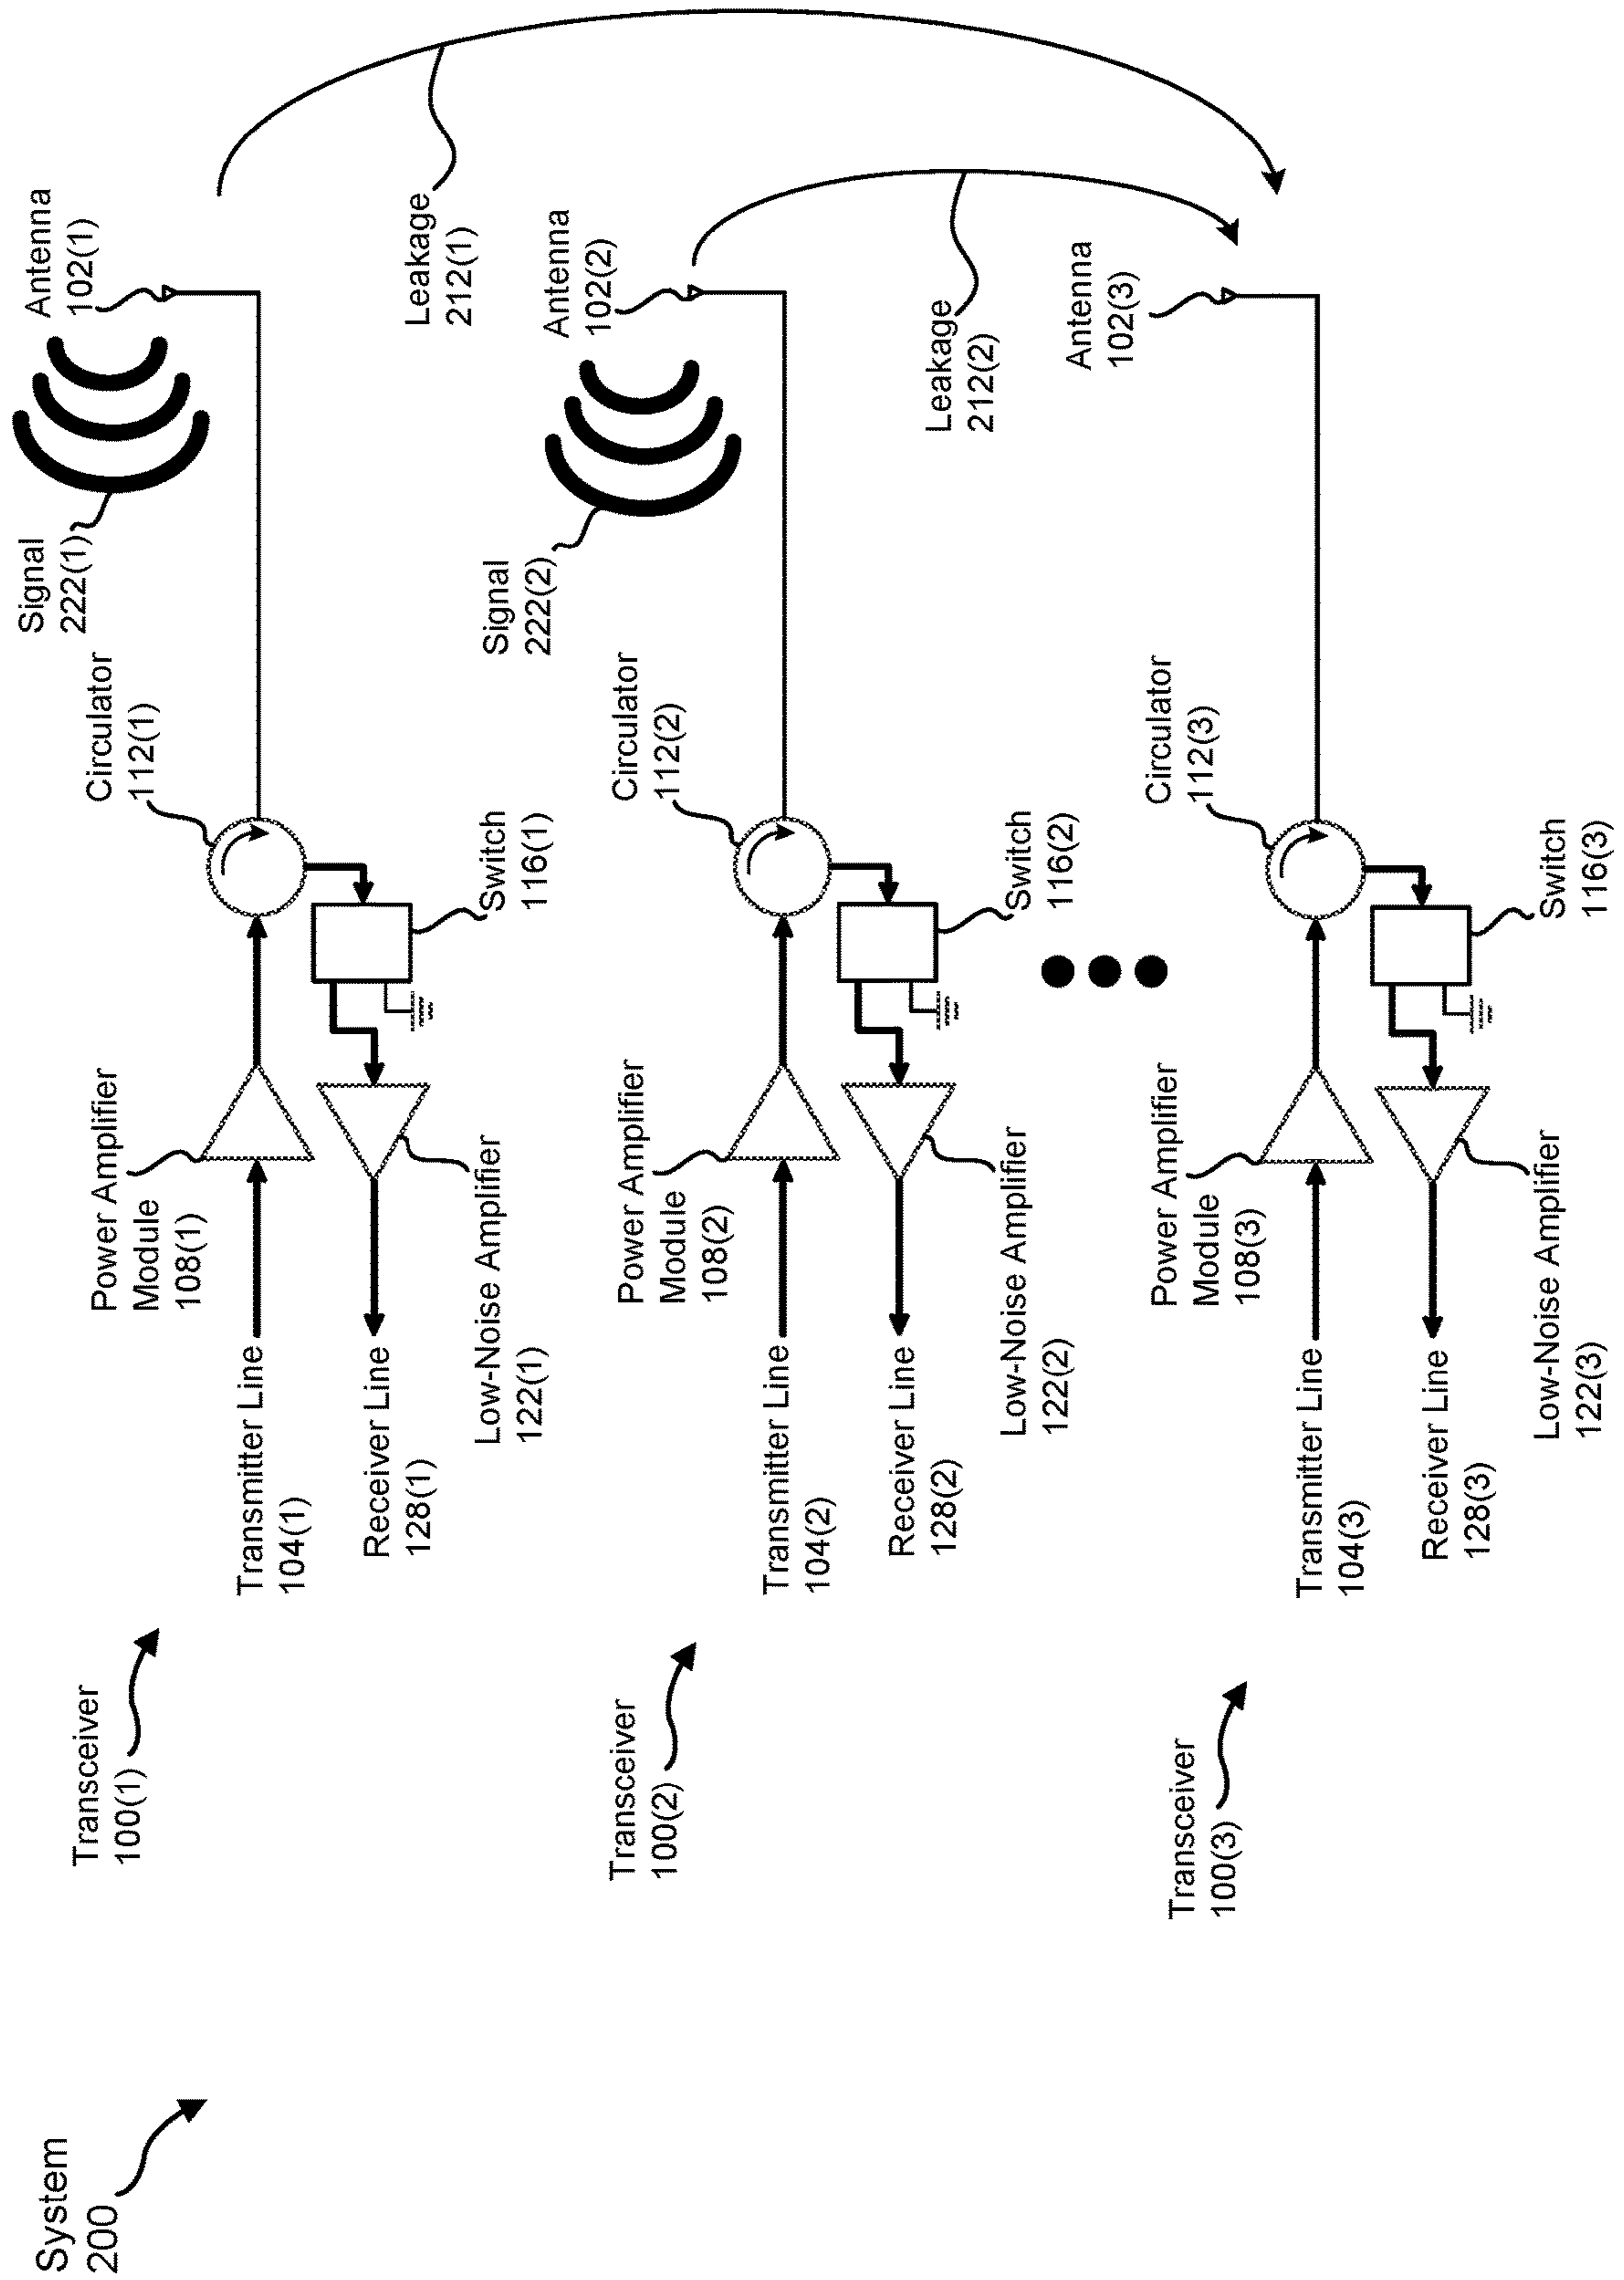 System
200
Transceiver
100(1)
Transmitter Line
104(1)
Receiver Line
128(1)
Power Amplifier
Module
108(1)
Low-Noise Amplifier
122(1)
Circulator
112(1)
Switch
116(1)
Signal
222(1)
Antenna
102(1)
Leakage
212(1)
Transceiver
100(2)
Transmitter Line
104(2)
Receiver Line
128(2)
Power Amplifier
Module
108(2)
Low-Noise Amplifier
122(2)
Circulator
112(2)
Switch
116(2)
Signal
222(2)
Antenna
102(2)
Leakage
212(2)
Transceiver
100(3)
Transmitter Line
104(3)
Receiver Line
128(3)
Power Amplifier
Module
108(3)
Low-Noise Amplifier
122(3)
Circulator
112(3)
Switch
116(3)
Antenna
102(3)